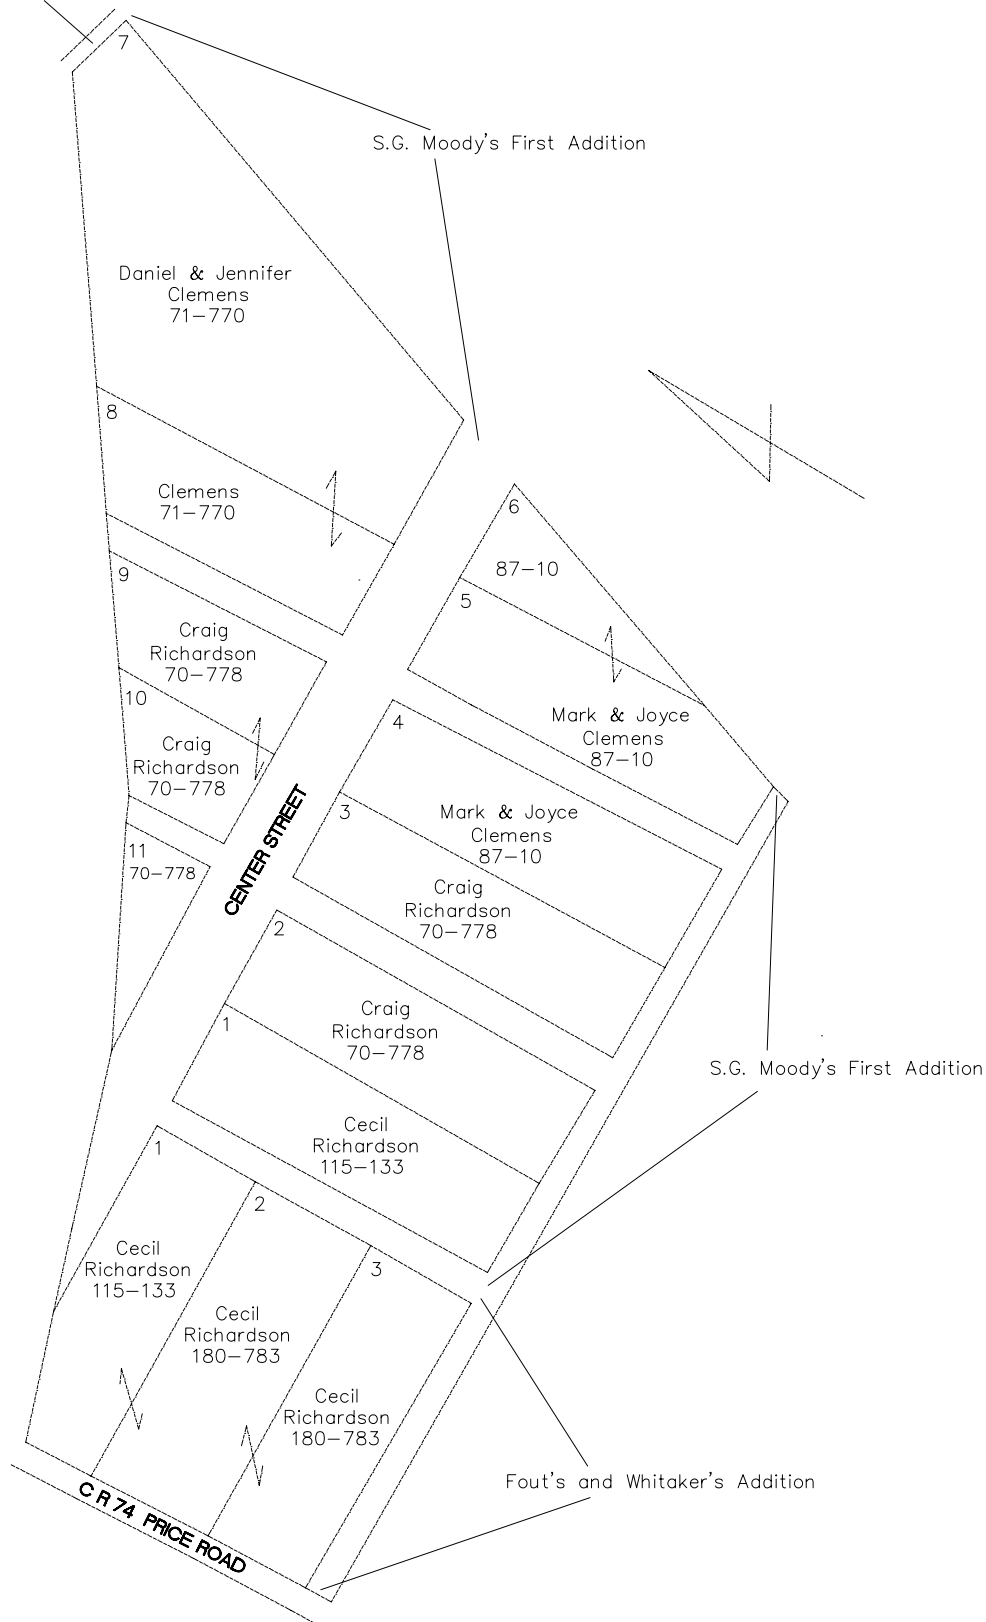 7
S.G. Moody's First Addition
Daniel & Jennifer
Clemens
71-770
8
Clemens
71-770
6
87-10
5
9
Craig
Richardson
70-778
10
Craig
Richardson
70-778
Mark & Joyce
Clemens
87-10
4
Mark & Joyce
Clemens
87-10
3
Craig
Richardson
70-778
CENTER STREET
11
70-778
2
Craig
Richardson
70-778
1
Cecil
Richardson
115-133
S.G. Moody's First Addition
1
Cecil
Richardson
115-133
2
Cecil
Richardson
180-783
3
Cecil
Richardson
180-783
Fout's and Whitaker's Addition
C R 74 PRICE ROAD